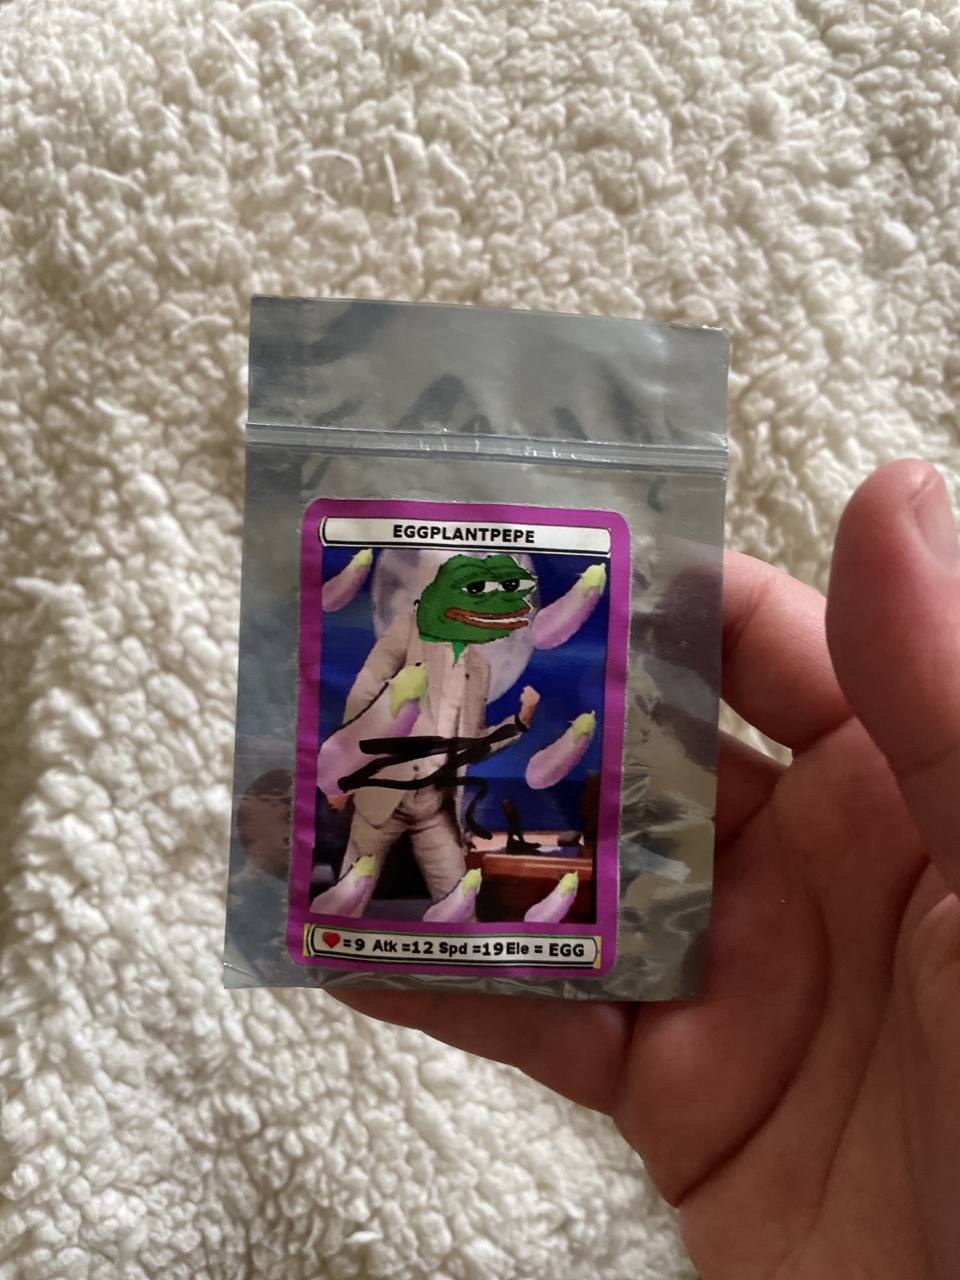 EGGPLANTPEPE
❤=9 Atk =12 Spd =19 Ele = EGG